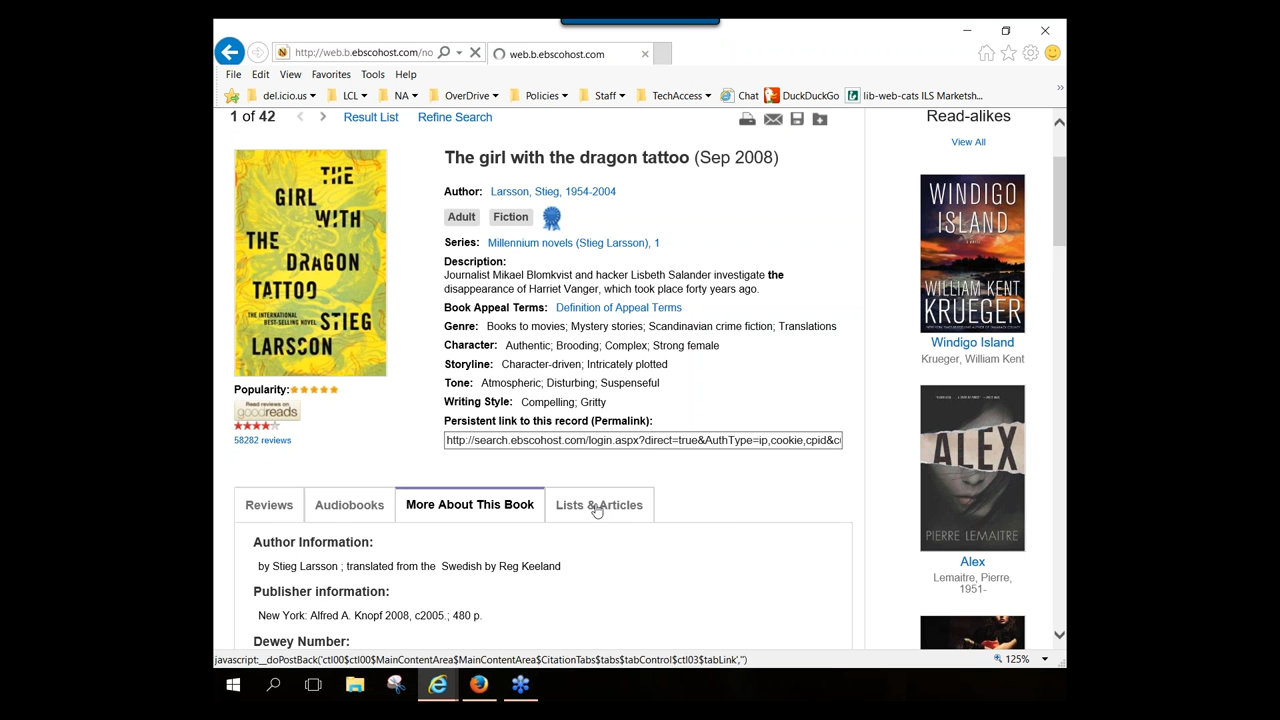 http://web.b.ebscohost.com/no
web.b.ebscohost.com
File Edit View Favorites Tools Help
del.icio.us LCL NA OverDrive Policies Staff TechAccess Chat DuckDuckGo lib-web-cats ILS Marketsh...
1 of 42 Result List Refine Search
THE GIRL WITH THE DRAGON TATTOO
THE INTERNATIONAL BEST-SELLING NOVEL
STIEG LARSSON
Popularity:
Read reviews on
goodreads
58282 reviews
The girl with the dragon tattoo (Sep 2008)
Author: Larsson, Stieg, 1954-2004
Adult Fiction
Series: Millennium novels (Stieg Larsson), 1
Description:
Journalist Mikael Blomkvist and hacker Lisbeth Salander investigate the
disappearance of Harriet Vanger, which took place forty years ago.
Book Appeal Terms: Definition of Appeal Terms
Genre: Books to movies; Mystery stories; Scandinavian crime fiction; Translations
Character: Authentic; Brooding; Complex; Strong female
Storyline: Character-driven; Intricately plotted
Tone: Atmospheric; Disturbing; Suspenseful
Writing Style: Compelling; Gritty
Persistent link to this record (Permalink):
http://search.ebscohost.com/login.aspx?direct=true&AuthType=ip,cookie,cpid&c
Reviews Audiobooks More About This Book Lists & Articles
Author Information:
by Stieg Larsson ; translated from the Swedish by Reg Keeland
Publisher information:
New York: Alfred A. Knopf 2008, c2005.; 480 p.
Dewey Number:
Read-alikes
View All
WINDIGO
ISLAND
A NOVEL
WILLIAM KENT
KRUEGER
Windigo Island
Krueger, William Kent
ALEX
PIERRE LEMAITRE
Alex
Lemaitre, Pierre,
1951-
javascript:__doPostBack('ctl00$ctl00$MainContentArea$MainContentArea$CitationTabs$tabs$tabControl$ctl03$tabLink','')
125%